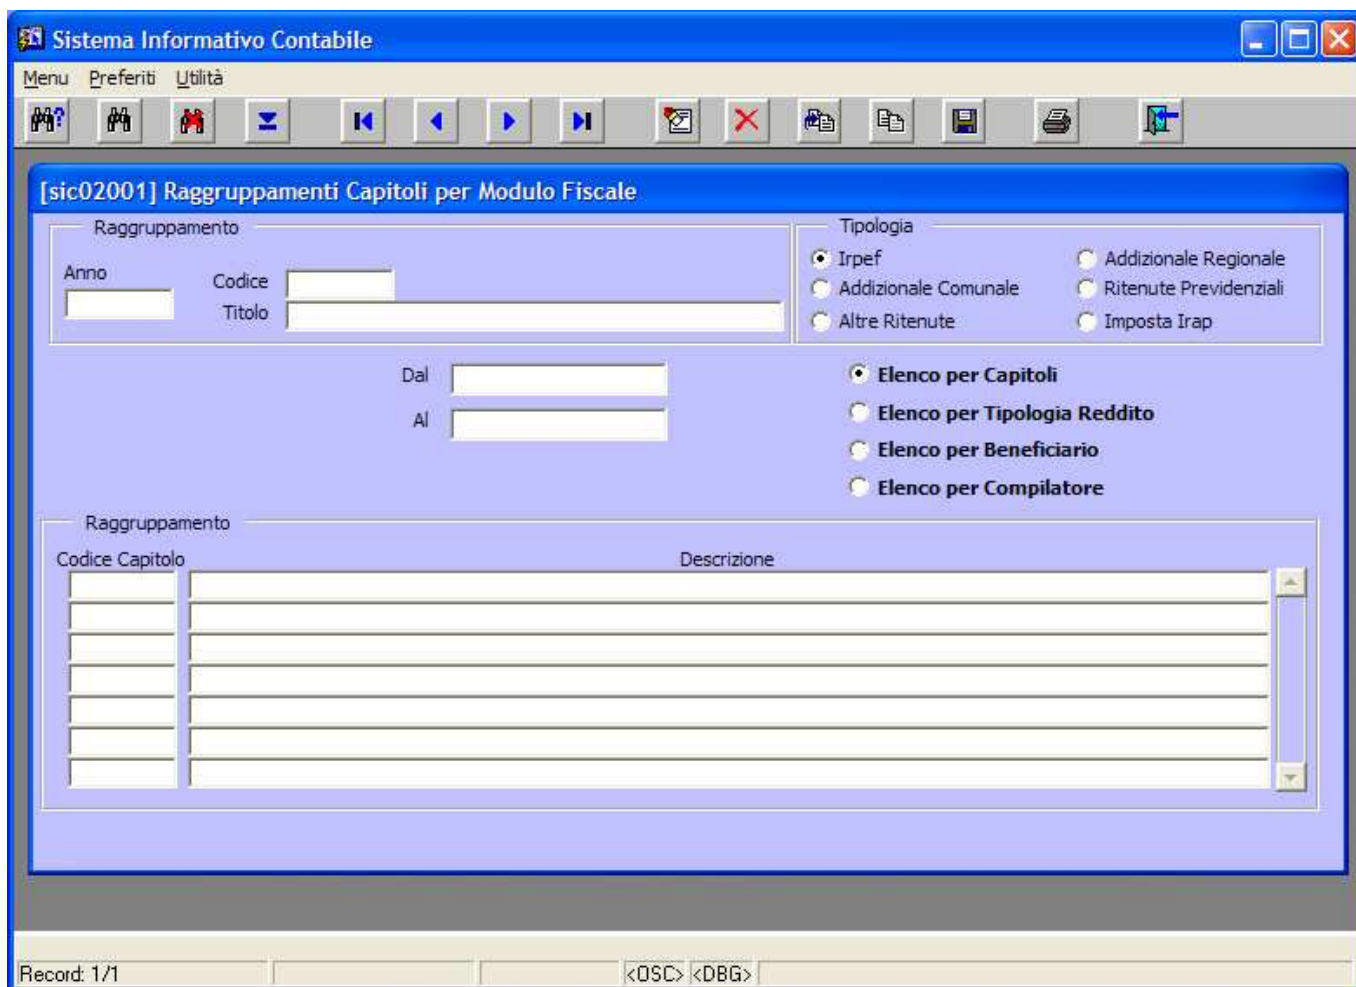 Sistema Informativo Contabile
Menu Preferiti Utilità
[sic02001] Raggruppamenti Capitoli per Modulo Fiscale
Raggruppamento
Tipologia
Anno
Codice
Titolo
Irpef
Addizionale Regionale
Addizionale Comunale
Ritenute Previdenziali
Altre Ritenute
Imposta Irap
Dal
Al
Elenco per Capitoli
Elenco per Tipologia Reddito
Elenco per Beneficiario
Elenco per Compilatore
Raggruppamento
Codice Capitolo
Descrizione
Record: 1/1
<OSC> <DBG>